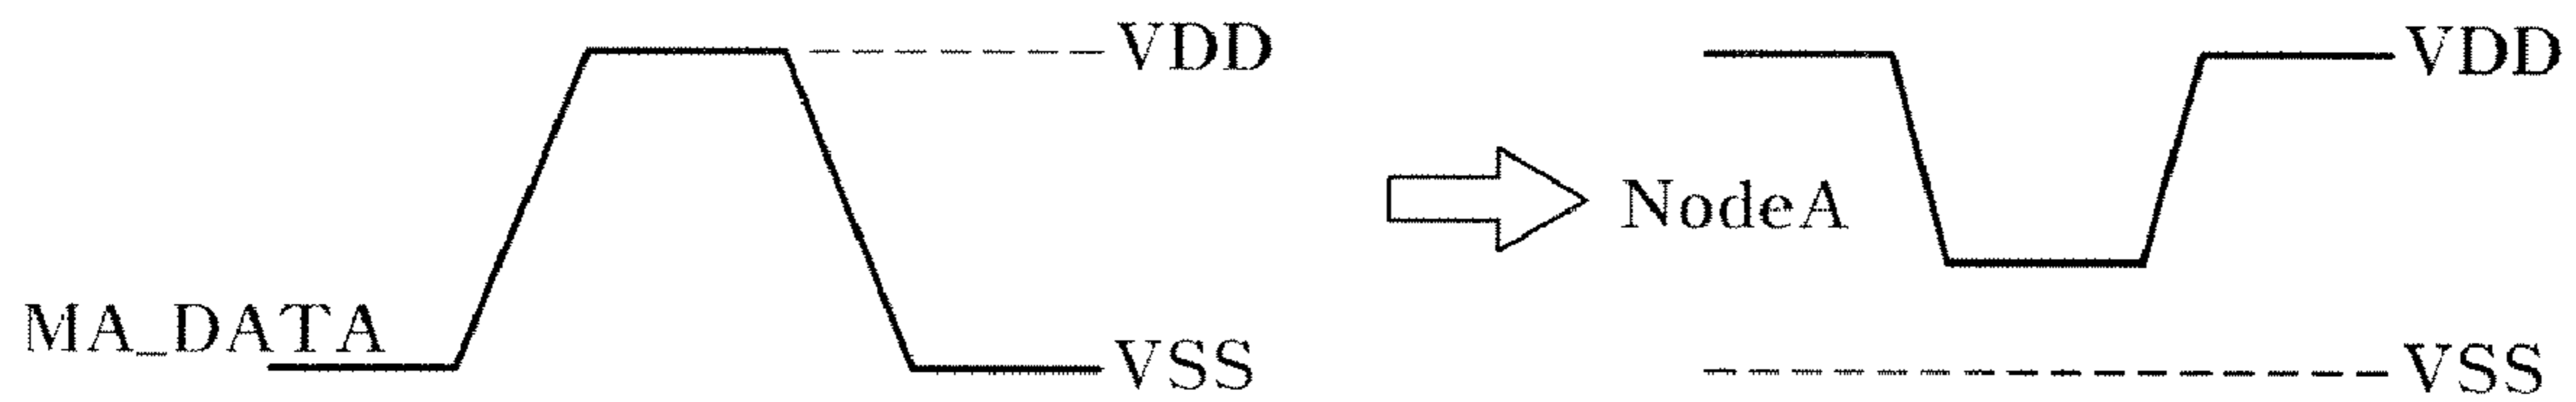 VDD
MA_DATA
VSS
VDD
NodeA
VSS